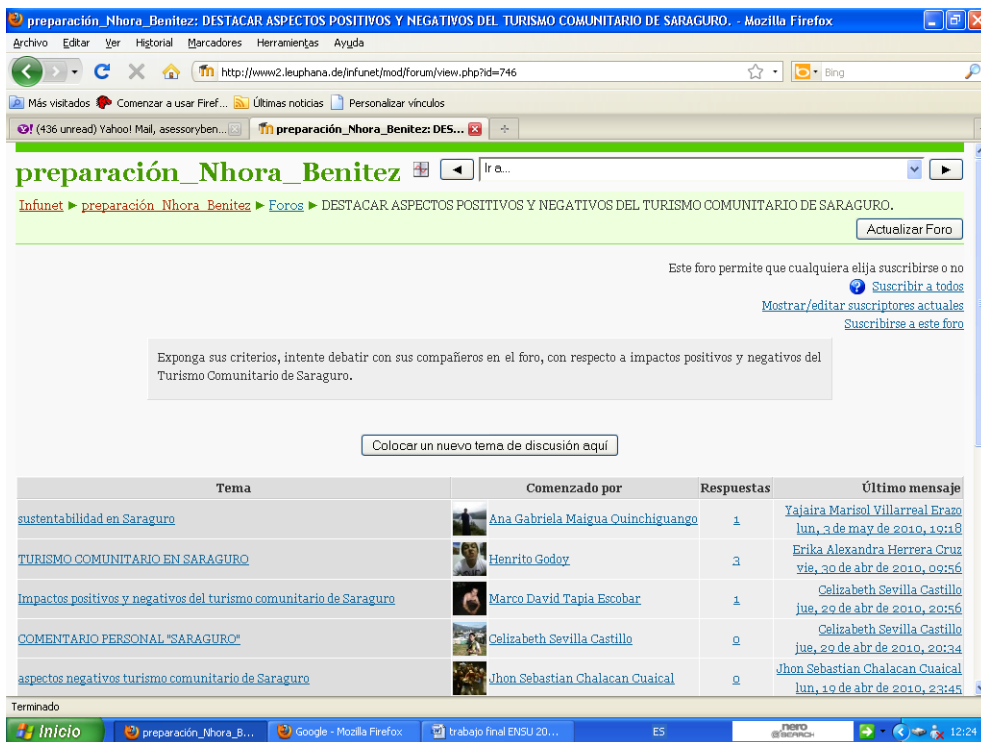 preparación_Nhora_Benitez: DESTACAR ASPECTOS POSITIVOS Y NEGATIVOS DEL TURISMO COMUNITARIO DE SARAGURO. - Mozilla Firefox
Archivo Editar Ver Historial Marcadores Herramientas Ayuda
http://www2.leuphana.de/infunet/mod/forum/view.php?id=746 Bing
Más visitados Comenzar a usar Firef... Últimas noticias Personalizar vínculos
(436 unread) Yahoo! Mail, asessoryben... preparación_Nhora_Benitez: DES...
preparación_Nhora_Benitez Ir a...
Infunet ► preparación_Nhora_Benitez ► Foros ► DESTACAR ASPECTOS POSITIVOS Y NEGATIVOS DEL TURISMO COMUNITARIO DE SARAGURO.
Actualizar Foro
Este foro permite que cualquiera elija suscribirse o no
Suscribir a todos
Mostrar/editar suscriptores actuales
Suscribirse a este foro
Exponga sus criterios, intente debatir con sus compañeros en el foro, con respecto a impactos positivos y negativos del
Turismo Comunitario de Saraguro.
Colocar un nuevo tema de discusión aquí
Tema Comenzado por Respuestas Último mensaje
sustentabilidad en Saraguro Ana Gabriela Maigua Quinchiguango 1 Yajaira Marisol Villarreal Erazo
lun, 3 de may de 2010, 19:18
TURISMO COMUNITARIO EN SARAGURO Henrito Godoy 3 Erika Alexandra Herrera Cruz
vie, 30 de abr de 2010, 09:56
Impactos positivos y negativos del turismo comunitario de Saraguro Marco David Tapia Escobar 1 Celizabeth Sevilla Castillo
jue, 29 de abr de 2010, 20:56
COMENTARIO PERSONAL "SARAGURO" Celizabeth Sevilla Castillo 0 Celizabeth Sevilla Castillo
jue, 29 de abr de 2010, 20:34
aspectos negativos turismo comunitario de Saraguro Jhon Sebastian Chalacan Cuaical 0 Jhon Sebastian Chalacan Cuaical
lun, 19 de abr de 2010, 23:45
Terminado
Inicio preparación_Nhora_B... Google - Mozilla Firefox trabajo final ENSU 20... ES nero SEARCH 12:24